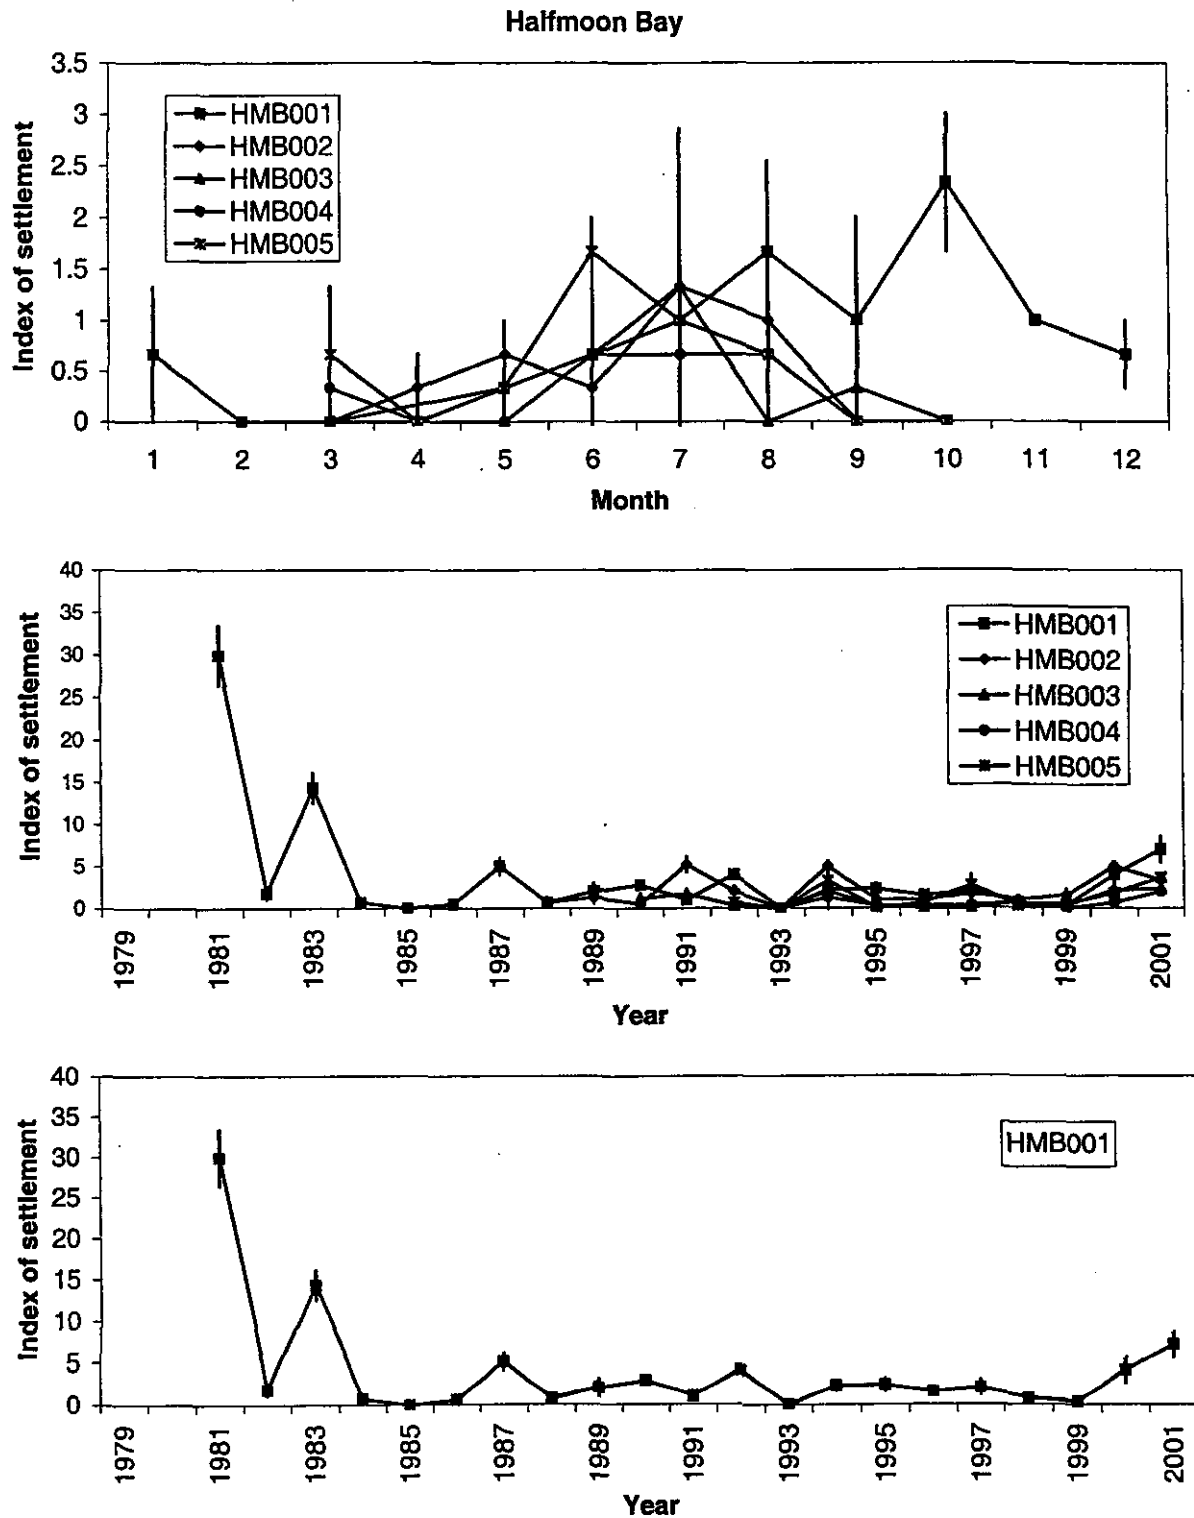 Halfmoon Bay
Index of settlement
3.5
3
2.5
2
1.5
1
0.5
0
HMB001
HMB002
HMB003
HMB004
HMB005
1 2 3 4 5 6 7 8 9 10 11 12
Month
Index of settlement
40
35
30
25
20
15
10
5
0
HMB001
HMB002
HMB003
HMB004
HMB005
1979 1981 1983 1985 1987 1989 1991 1993 1995 1997 1999 2001
Year
Index of settlement
40
35
30
25
20
15
10
5
0
HMB001
1979 1981 1983 1985 1987 1989 1991 1993 1995 1997 1999 2001
Year